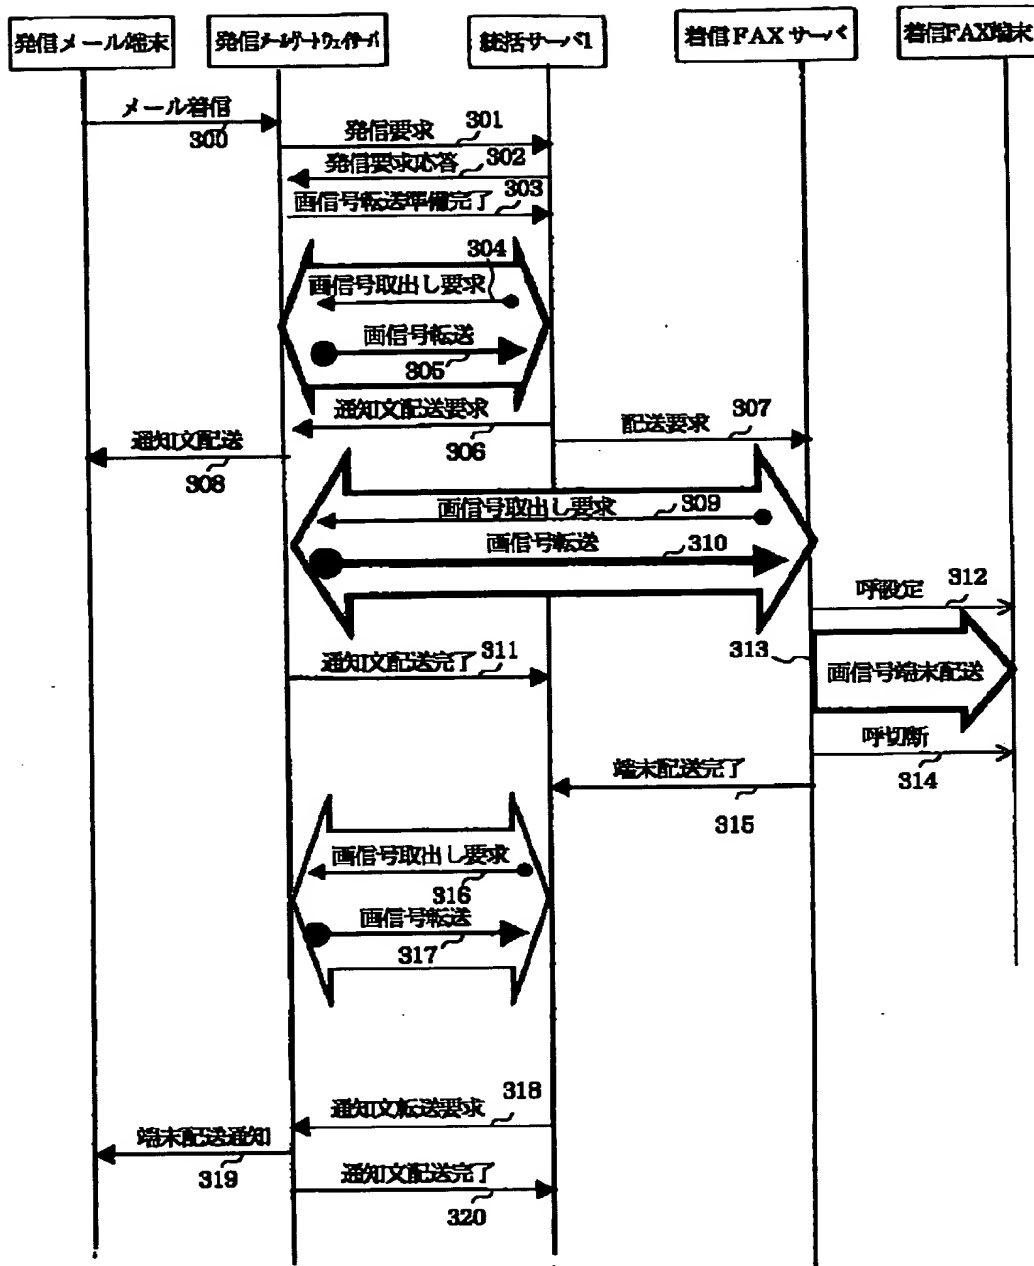 発信メール端末
発信メールゲートウェイサーバ
統括サーバ1
着信FAXサーバ
着信FAX端末
メール着信
300
発信要求
301
発信要求応答
302
画信号転送準備完了
303
304
画信号取出し要求
画信号転送
305
通知文配送要求
306
配送要求
307
通知文配送
308
画信号取出し要求
309
画信号転送
310
呼設定
312
通知文配送完了
311
313
画信号端末配送
呼切断
314
端末配送完了
315
画信号取出し要求
316
画信号転送
317
通知文転送要求
318
端末配送通知
319
通知文配送完了
320